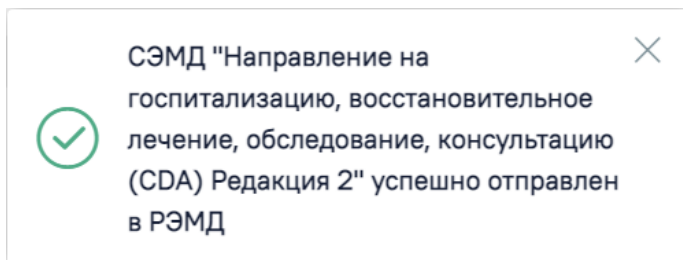 СЭМД "Направление на
госпитализацию, восстановительное
лечение, обследование, консультацию
(CDA) Редакция 2" успешно отправлен
в РЭМД